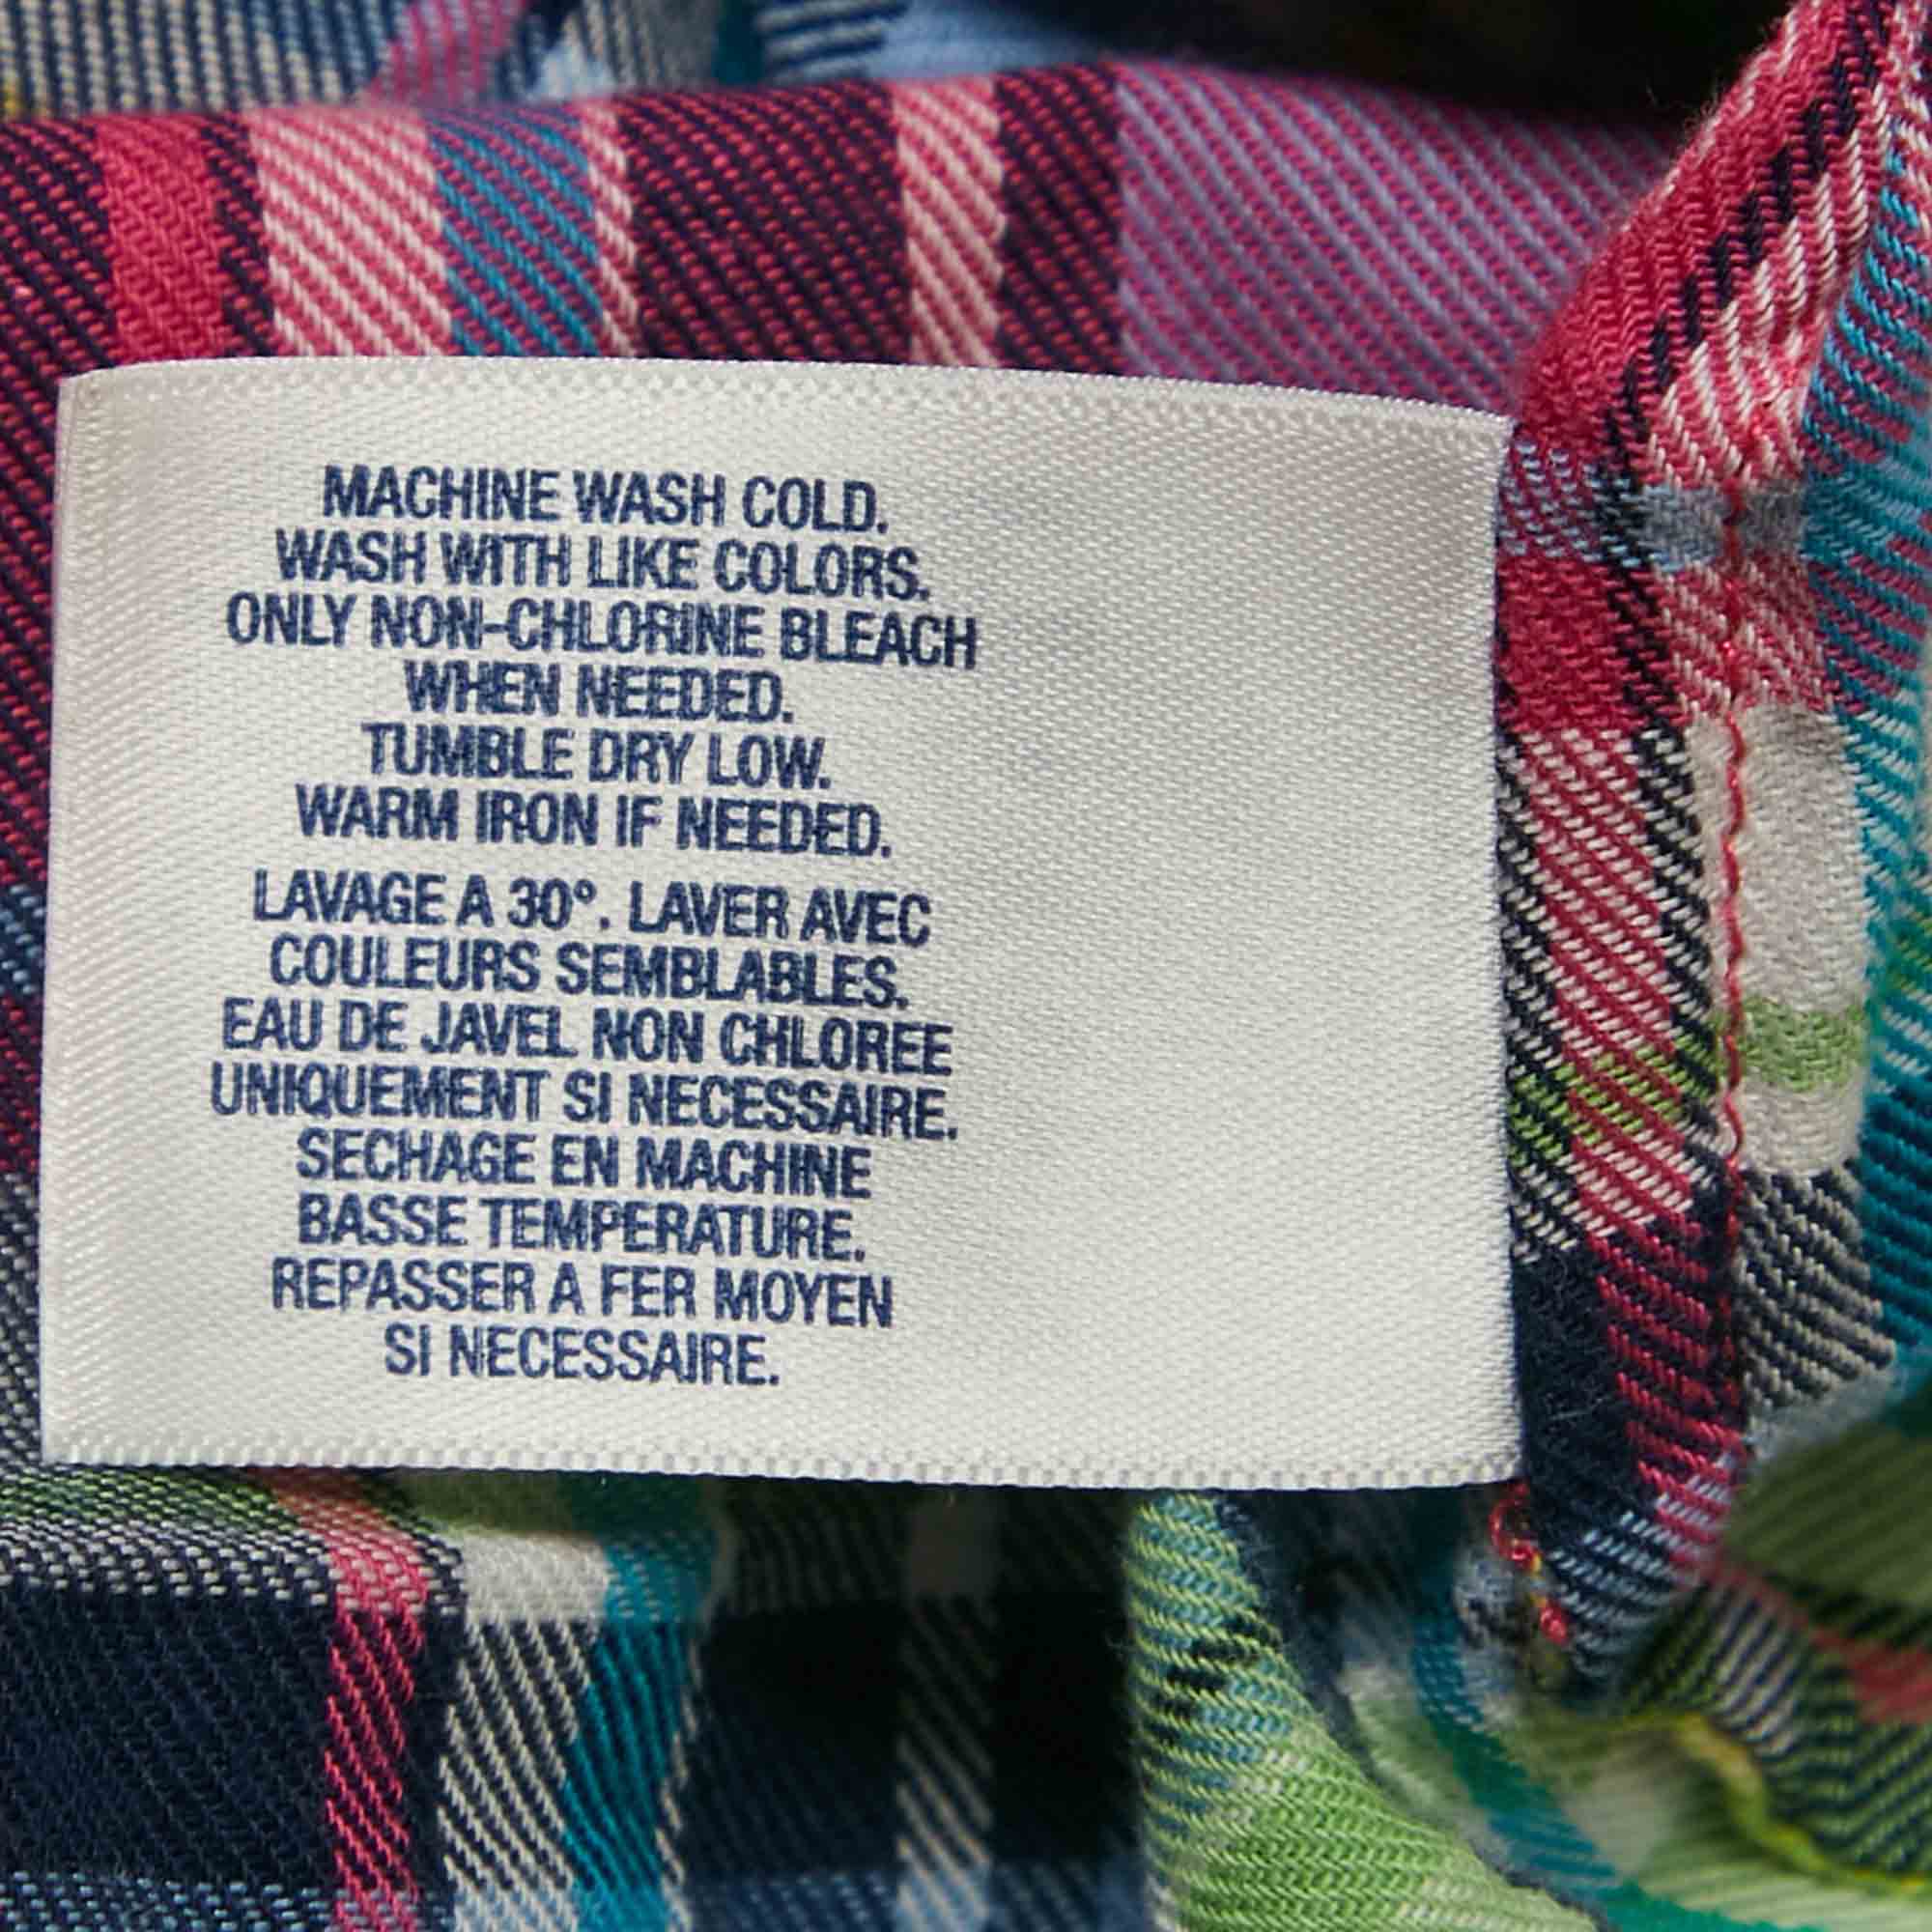 MACHINE WASH COLD.
WASH WITH LIKE COLORS.
ONLY NON-CHLORINE BLEACH
WHEN NEEDED.
TUMBLE DRY LOW.
WARM IRON IF NEEDED.
LAVAGE A 30°. LAVER AVEC
COULEURS SEMBLABLES.
EAU DE JAVEL NON CHLOREE
UNIQUEMENT SI NECESSAIRE.
SECHAGE EN MACHINE
BASSE TEMPERATURE.
REPASSER A FER MOYEN
SI NECESSAIRE.